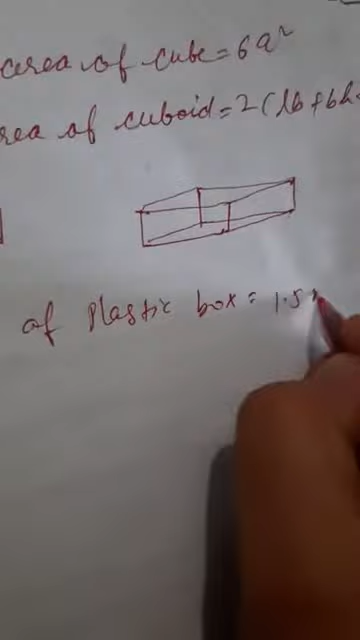 area of cube = 6a²
area of cuboid = 2(lb + bh
of Plastic box = 1.5